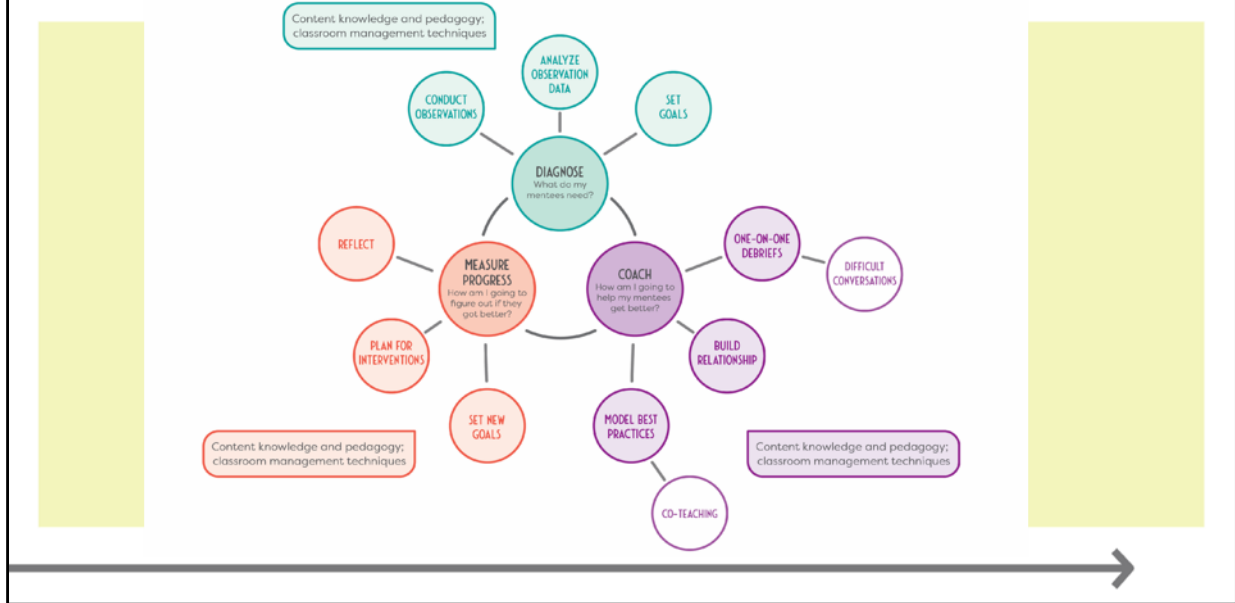 Content knowledge and pedagogy;
classroom management techniques
ANALYZE
OBSERVATION
DATA
CONDUCT
OBSERVATIONS
SET
GOALS
DIAGNOSE
What do my
mentees need?
REFLECT
MEASURE
PROGRESS
How am I going to
figure out if they
got better?
COACH
How am I going to
help my mentees
get better?
ONE-ON-ONE
DEBRIEFS
DIFFICULT
CONVERSATIONS
PLAN FOR
INTERVENTIONS
BUILD
RELATIONSHIP
SET NEW
GOALS
MODEL BEST
PRACTICES
Content knowledge and pedagogy;
classroom management techniques
Content knowledge and pedagogy;
classroom management techniques
CO-TEACHING